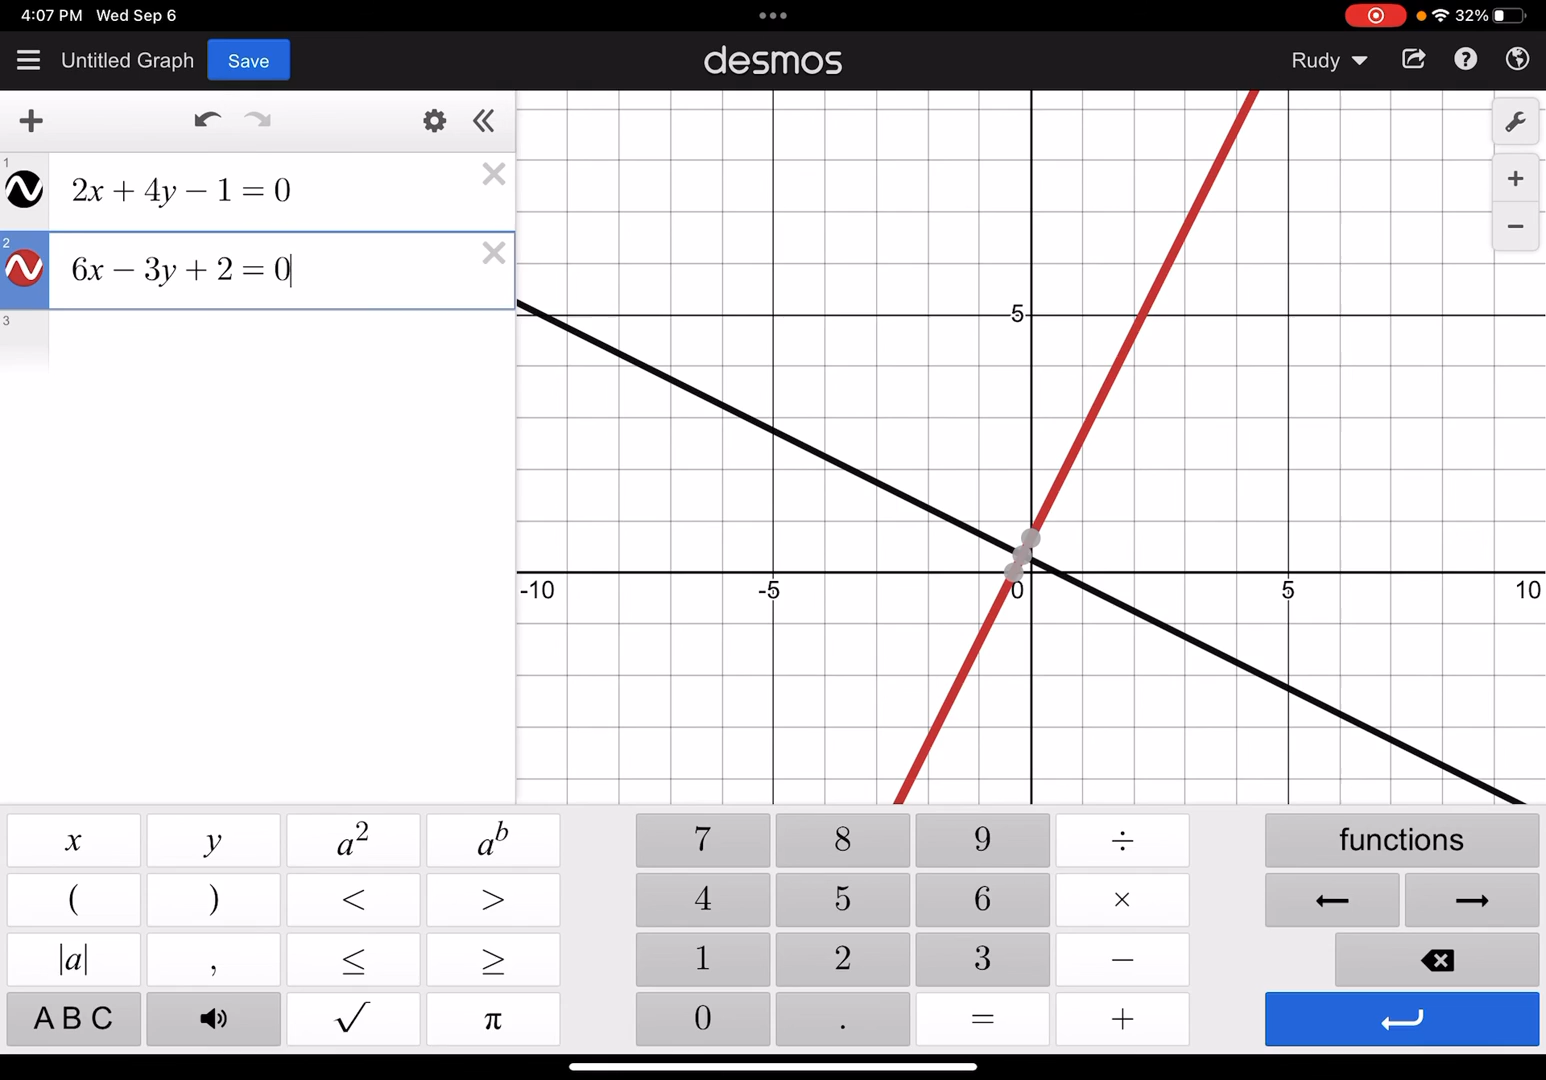 4:07 PM Wed Sep 6
32%
Untitled Graph Save desmos Rudy
1
2x + 4y − 1 = 0
2
6x − 3y + 2 = 0
3
5
-10 -5 0 5 10
x y a² aᵇ 7 8 9 ÷ functions
( ) < > 4 5 6 × ← →
|a| , ≤ ≥ 1 2 3 −
A B C √ π 0 . = +